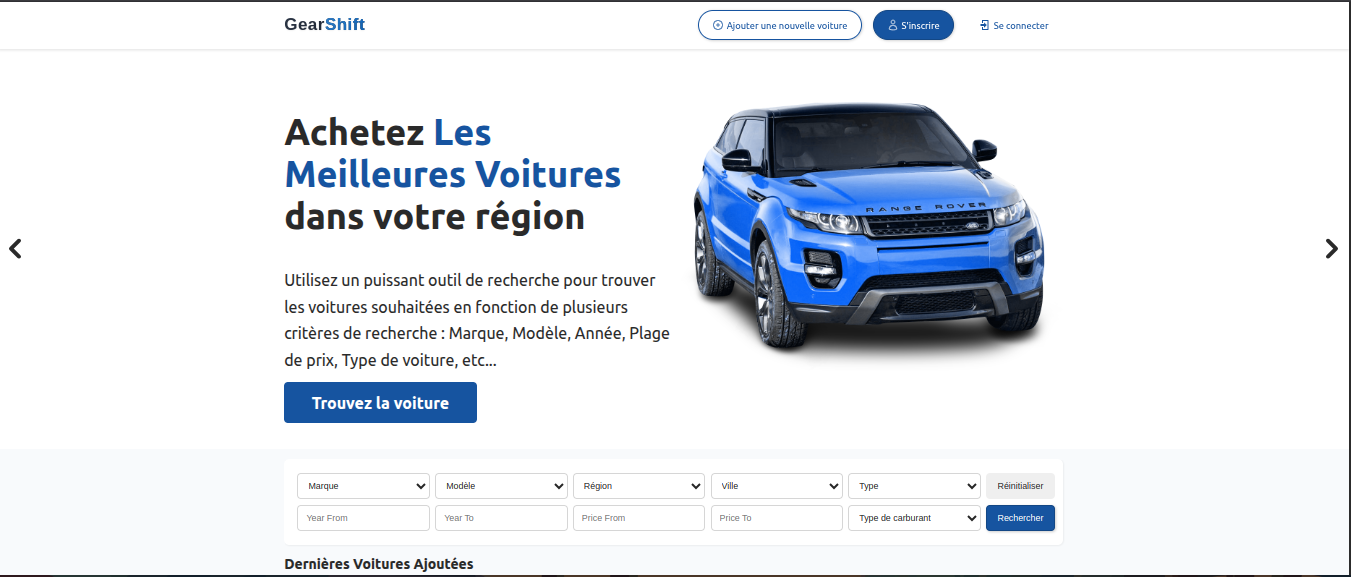 GearShift
Ajouter une nouvelle voiture
S'inscrire
Se connecter
Achetez Les
Meilleures Voitures
dans votre région
RANGE ROVER
Utilisez un puissant outil de recherche pour trouver
les voitures souhaitées en fonction de plusieurs
critères de recherche : Marque, Modèle, Année, Plage
de prix, Type de voiture, etc...
Trouvez la voiture
Marque Modèle Région Ville Type Réinitialiser
Year From Year To Price From Price To Type de carburant Rechercher
Dernières Voitures Ajoutées